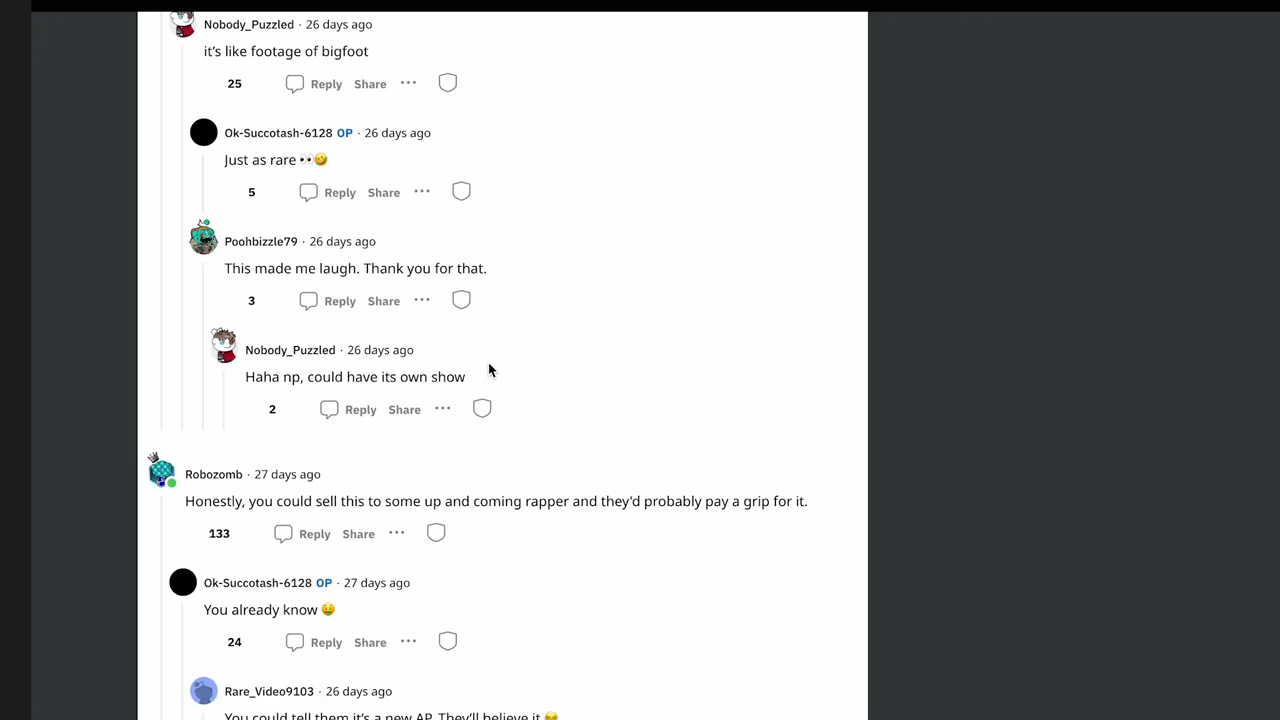 Nobody_Puzzled · 26 days ago
it's like footage of bigfoot
25 Reply Share ···
Ok-Succotash-6128 OP · 26 days ago
Just as rare 👀🤣
5 Reply Share ···
Poohbizzle79 · 26 days ago
This made me laugh. Thank you for that.
3 Reply Share ···
Nobody_Puzzled · 26 days ago
Haha np, could have its own show
2 Reply Share ···
Robozomb · 27 days ago
Honestly, you could sell this to some up and coming rapper and they'd probably pay a grip for it.
133 Reply Share ···
Ok-Succotash-6128 OP · 27 days ago
You already know 🤑
24 Reply Share ···
Rare_Video9103 · 26 days ago
You could tell them it's a new AP. They'll believe it 😂